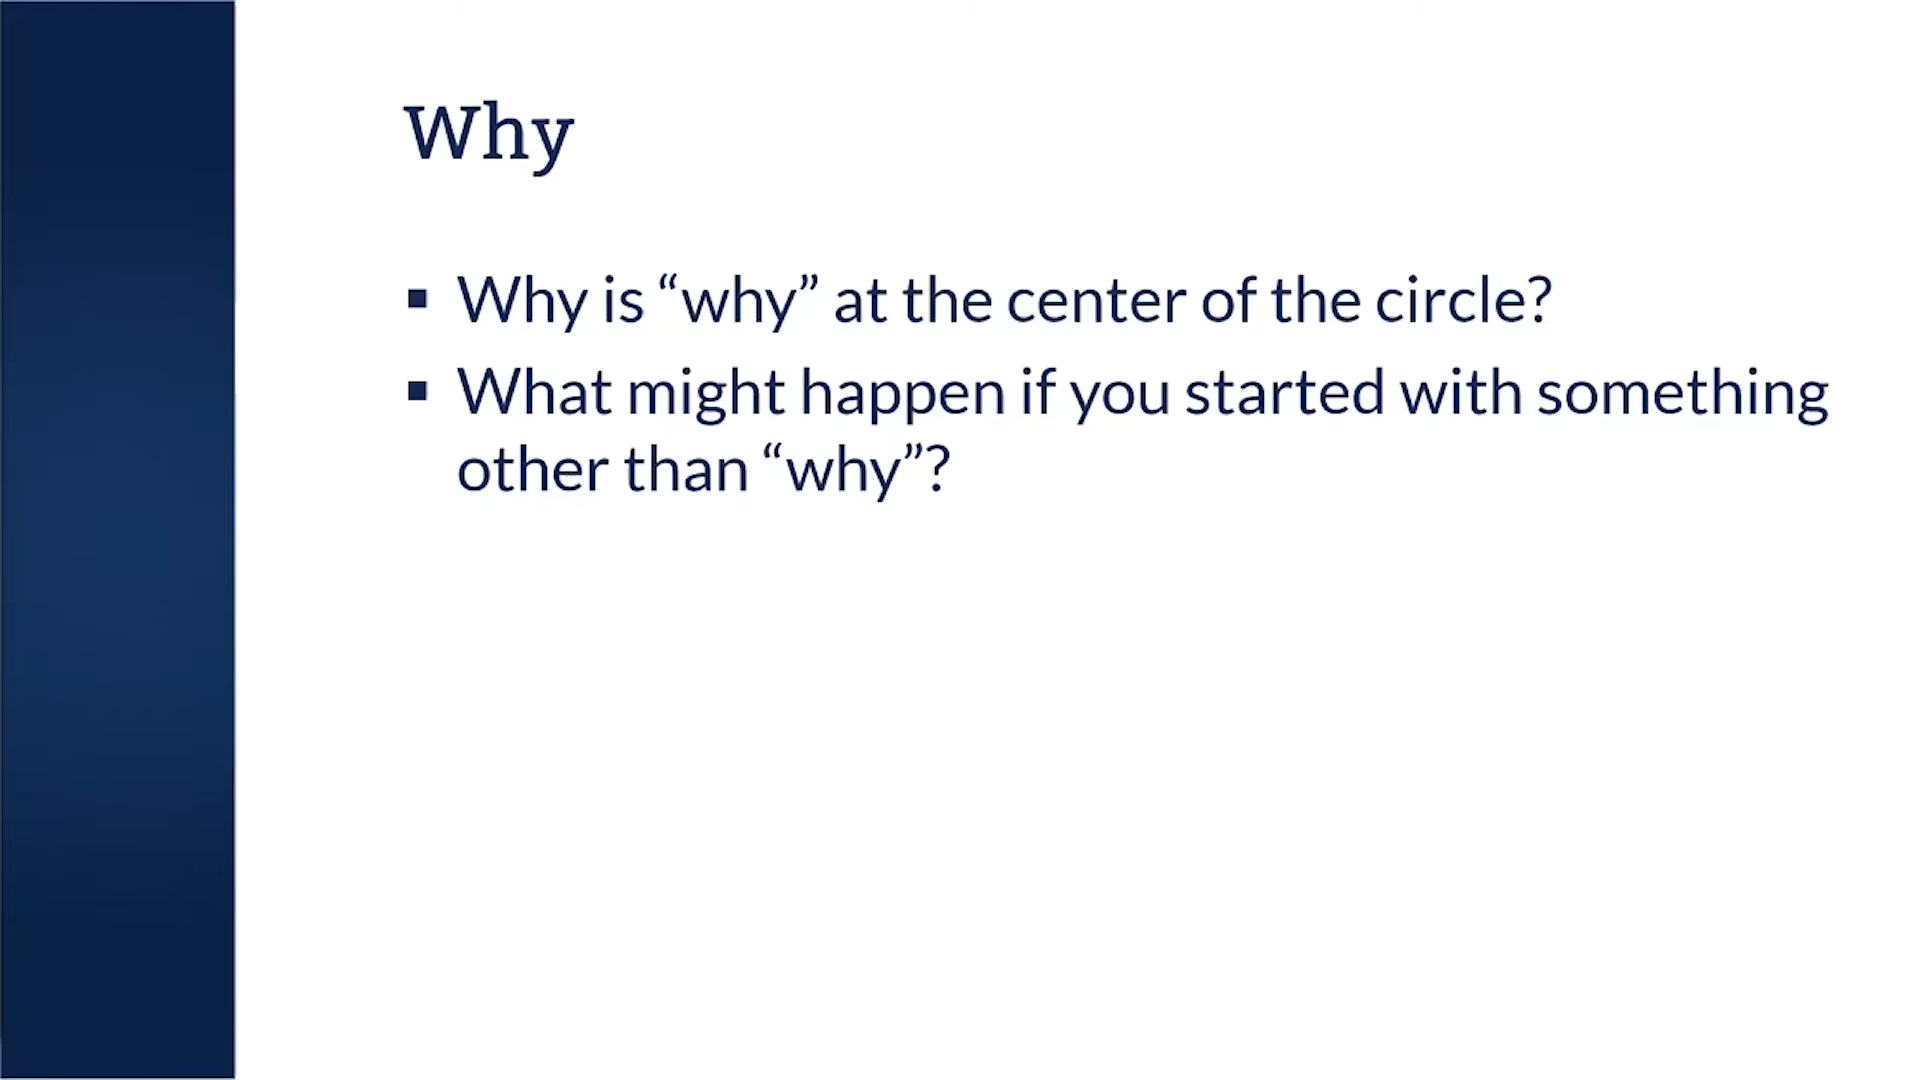 Why
▪ Why is “why” at the center of the circle?
▪ What might happen if you started with something
other than “why”?